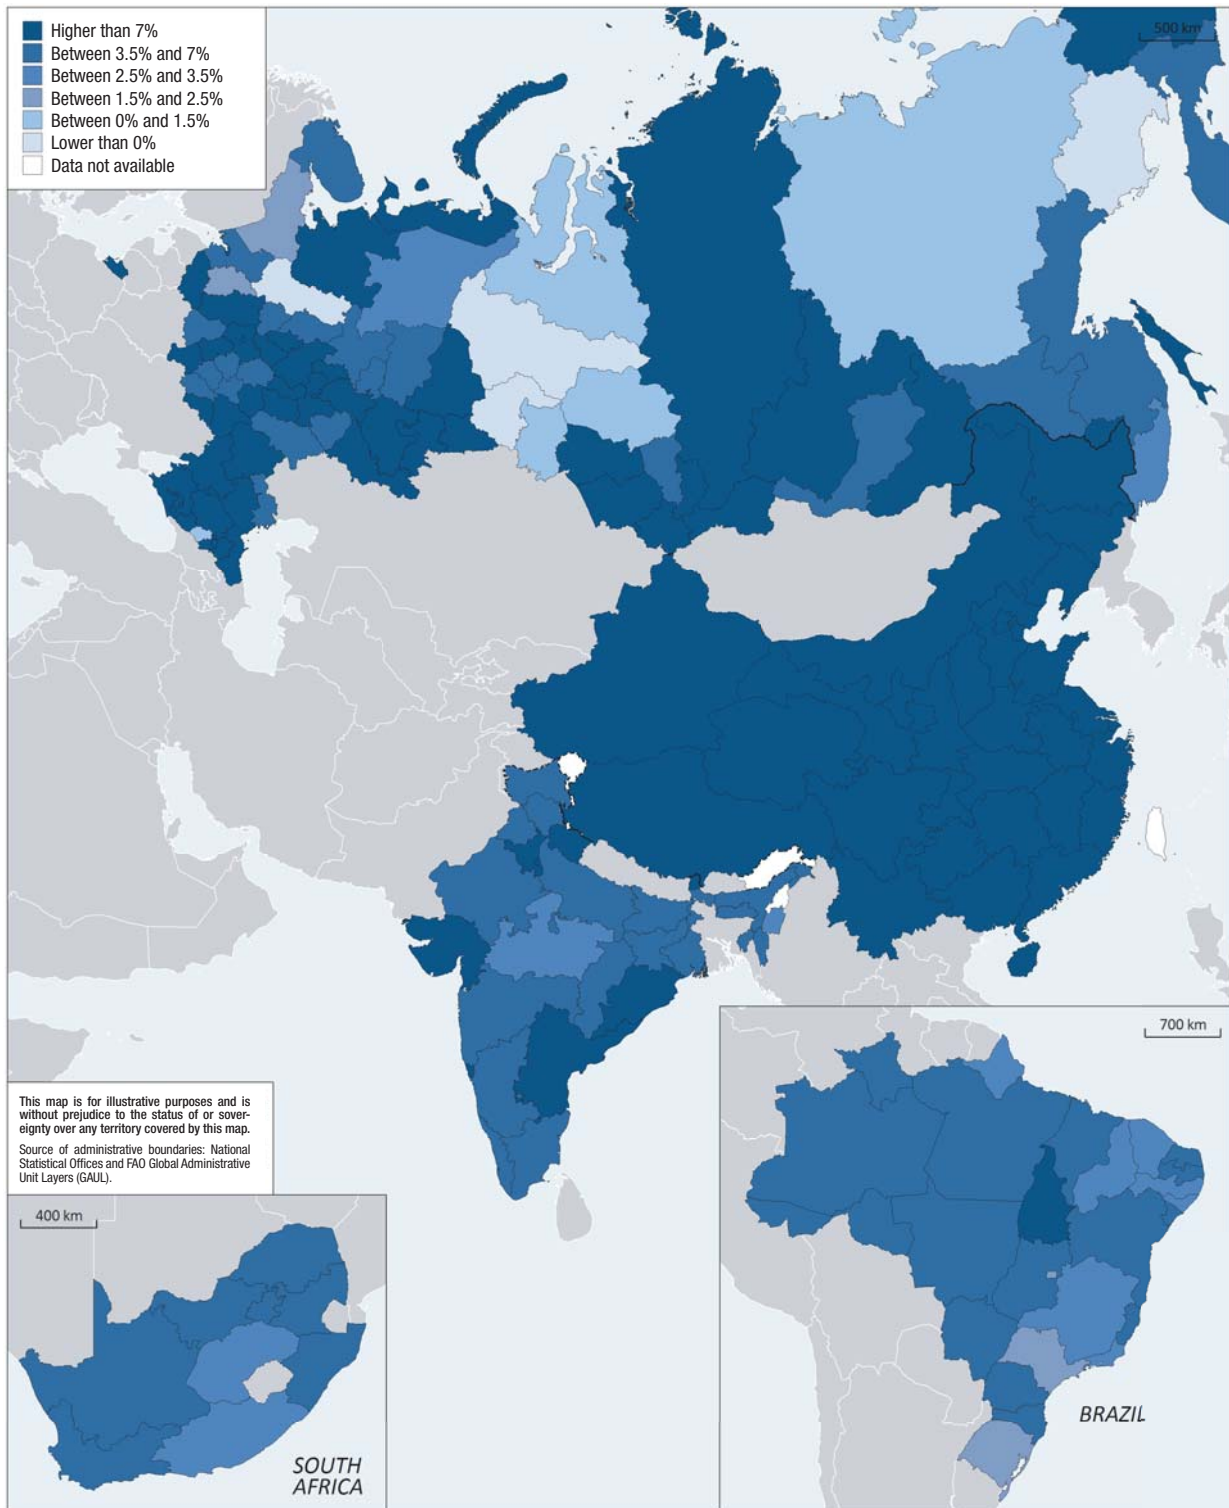 Higher than 7%
Between 3.5% and 7%
Between 2.5% and 3.5%
Between 1.5% and 2.5%
Between 0% and 1.5%
Lower than 0%
Data not available
500 km
This map is for illustrative purposes and is
without prejudice to the status of or sover-
eignty over any territory covered by this map.
Source of administrative boundaries: National
Statistical Offices and FAO Global Administrative
Unit Layers (GAUL).
400 km
SOUTH
AFRICA
700 km
BRAZIL